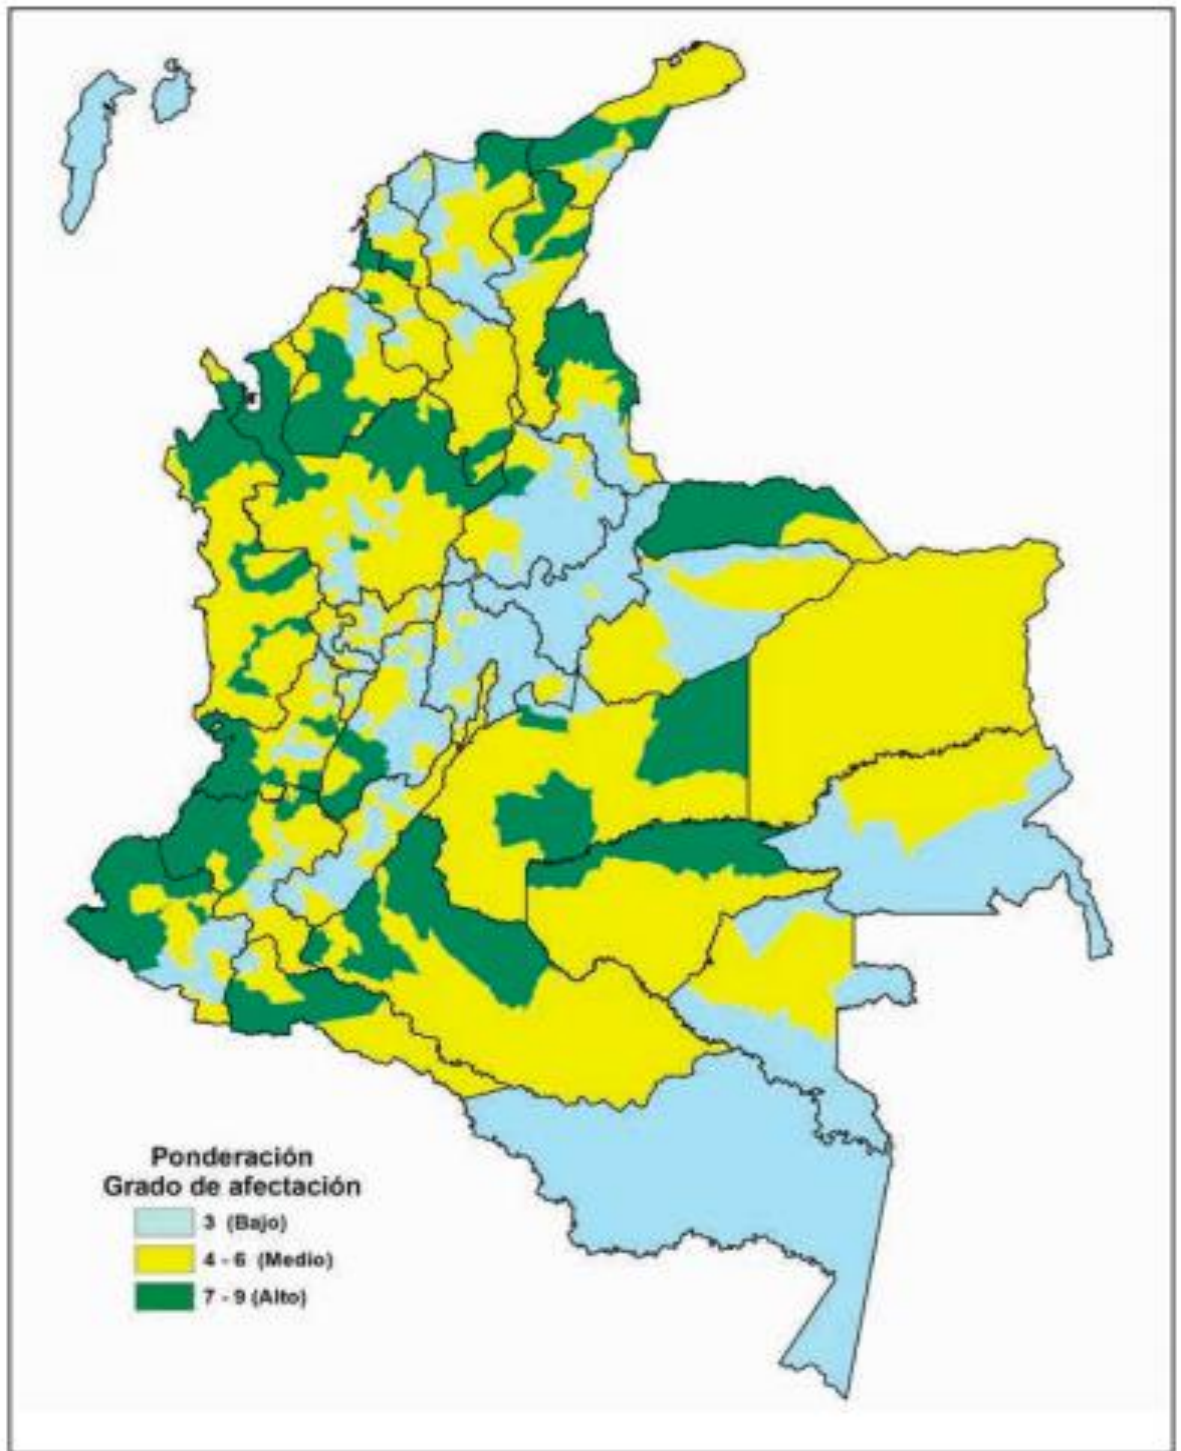 Ponderación
Grado de afectación
3 (Bajo)
4 - 6 (Medio)
7 - 9 (Alto)